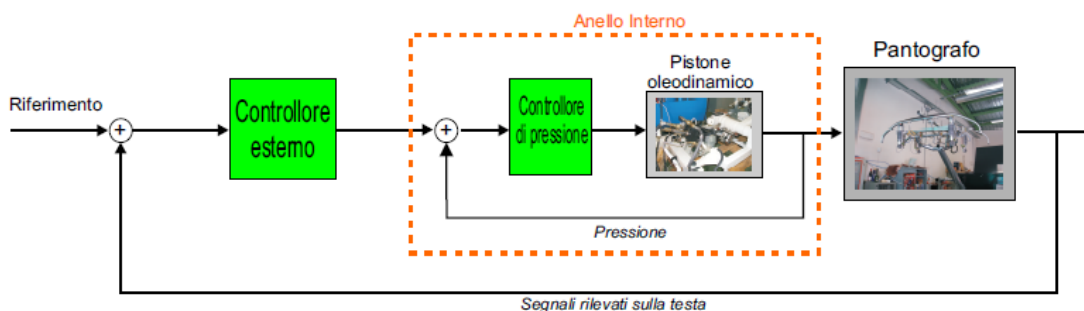 Anello Interno
Pantografo
Pistone
oleodinamico
Riferimento
+
Controllore
esterno
+
Controllore
di pressione
Pressione
Segnali rilevati sulla testa